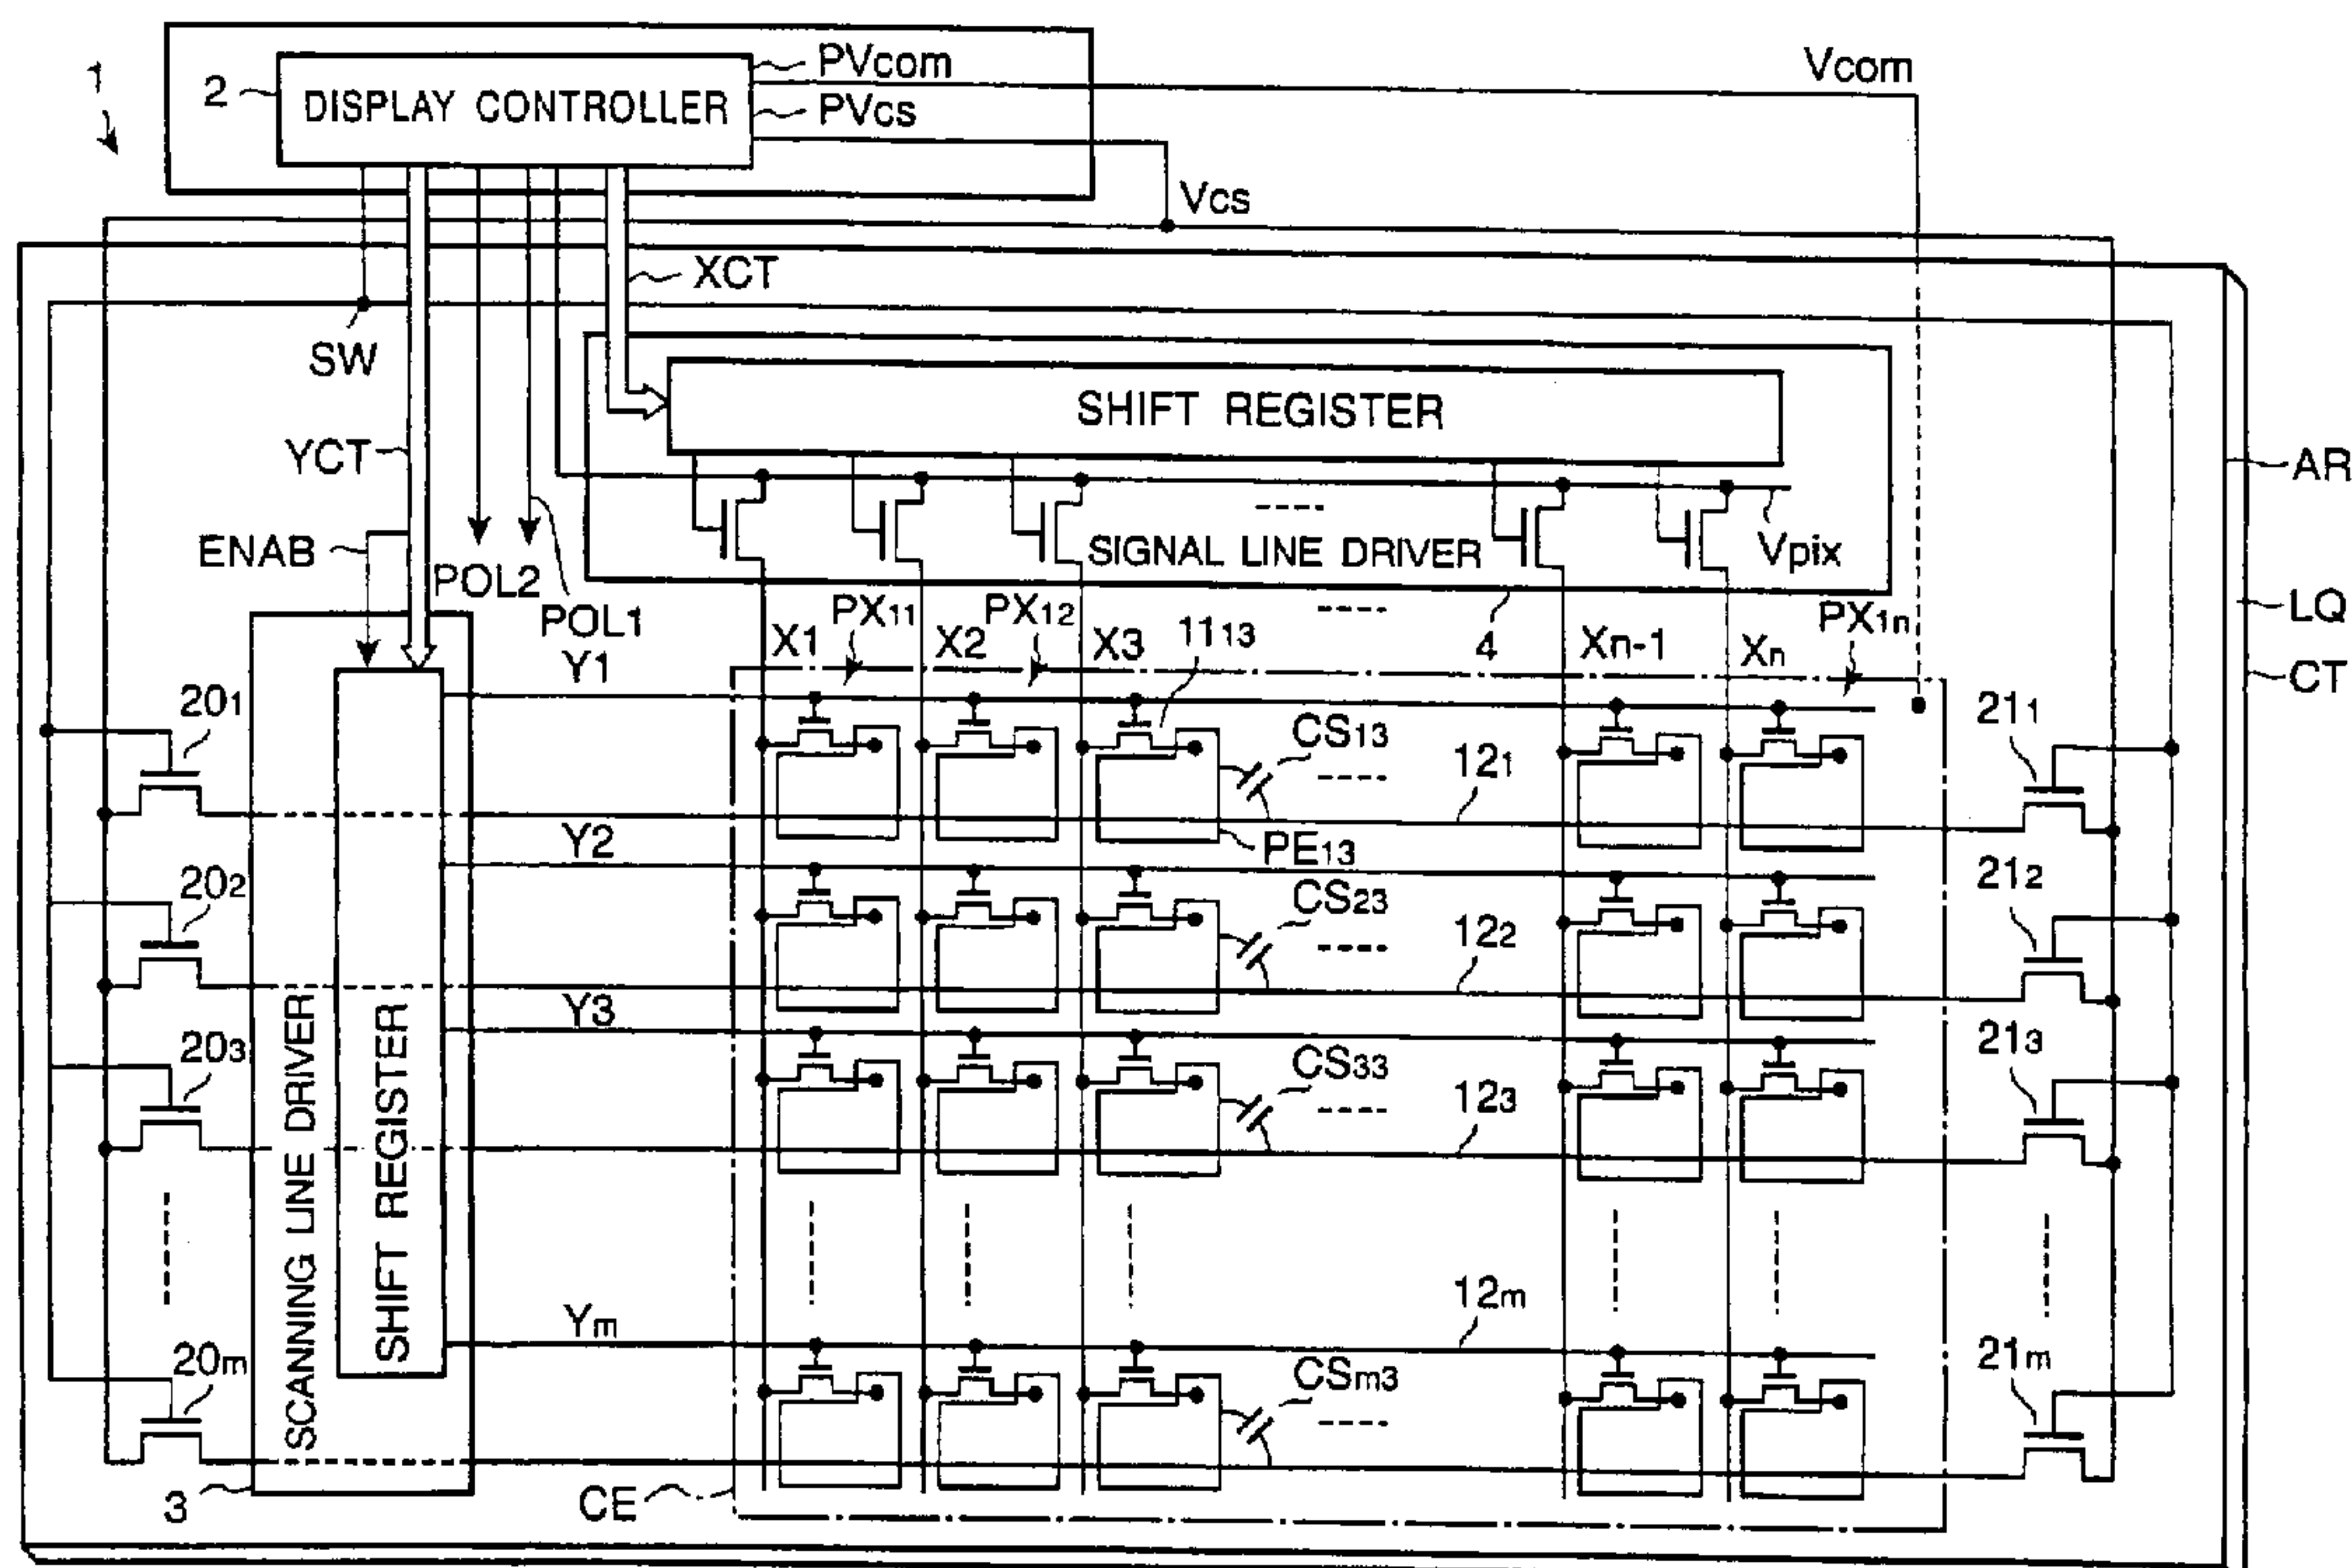 1
2
DISPLAY CONTROLLER
PVcom
PVcs
Vcom
Vcs
XCT
SW
SHIFT REGISTER
YCT
AR
ENAB
POL2
POL1
SIGNAL LINE DRIVER
Vpix
4
LQ
CT
X1
PX11
X2
PX12
X3
1113
Xn-1
Xn
PX1n
Y1
201
CS13
121
211
PE13
Y2
202
CS23
122
212
Y3
203
CS33
123
213
SCANNING LINE DRIVER
SHIFT REGISTER
Ym
20m
CSm3
12m
21m
3
CE